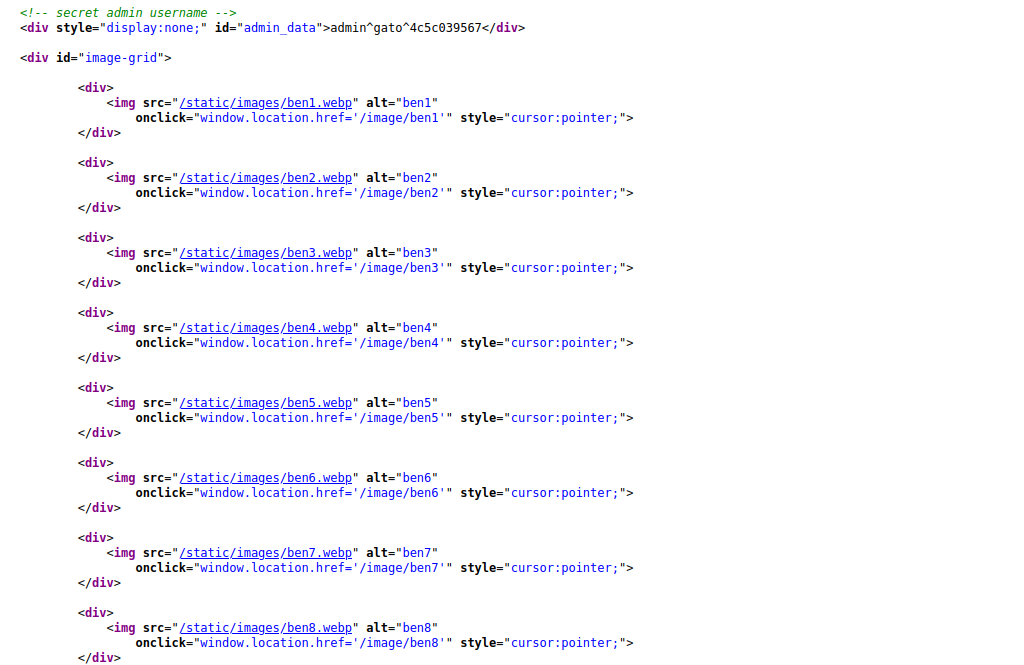 <!-- secret admin username -->
<div style="display:none;" id="admin_data">admin^gato^4c5c039567</div>
<div id="image-grid">
<div>
<img src="/static/images/ben1.webp" alt="ben1"
onclick="window.location.href='/image/ben1'" style="cursor:pointer;">
</div>
<div>
<img src="/static/images/ben2.webp" alt="ben2"
onclick="window.location.href='/image/ben2'" style="cursor:pointer;">
</div>
<div>
<img src="/static/images/ben3.webp" alt="ben3"
onclick="window.location.href='/image/ben3'" style="cursor:pointer;">
</div>
<div>
<img src="/static/images/ben4.webp" alt="ben4"
onclick="window.location.href='/image/ben4'" style="cursor:pointer;">
</div>
<div>
<img src="/static/images/ben5.webp" alt="ben5"
onclick="window.location.href='/image/ben5'" style="cursor:pointer;">
</div>
<div>
<img src="/static/images/ben6.webp" alt="ben6"
onclick="window.location.href='/image/ben6'" style="cursor:pointer;">
</div>
<div>
<img src="/static/images/ben7.webp" alt="ben7"
onclick="window.location.href='/image/ben7'" style="cursor:pointer;">
</div>
<div>
<img src="/static/images/ben8.webp" alt="ben8"
onclick="window.location.href='/image/ben8'" style="cursor:pointer;">
</div>